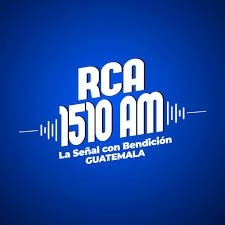 RCA
1510 AM
La Señal con Bendición
GUATEMALA